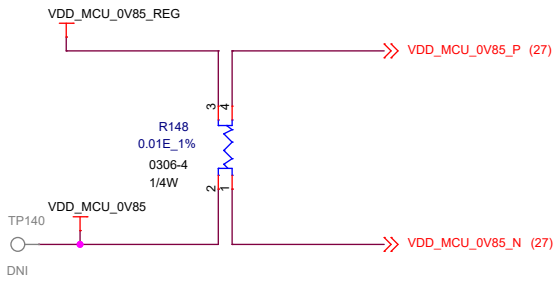 VDD_MCU_0V85_REG
VDD_MCU_0V85_P (27)
3
4
R148
0.01E_1%
0306-4
1/4W
2
1
VDD_MCU_0V85
TP140
VDD_MCU_0V85_N (27)
DNI